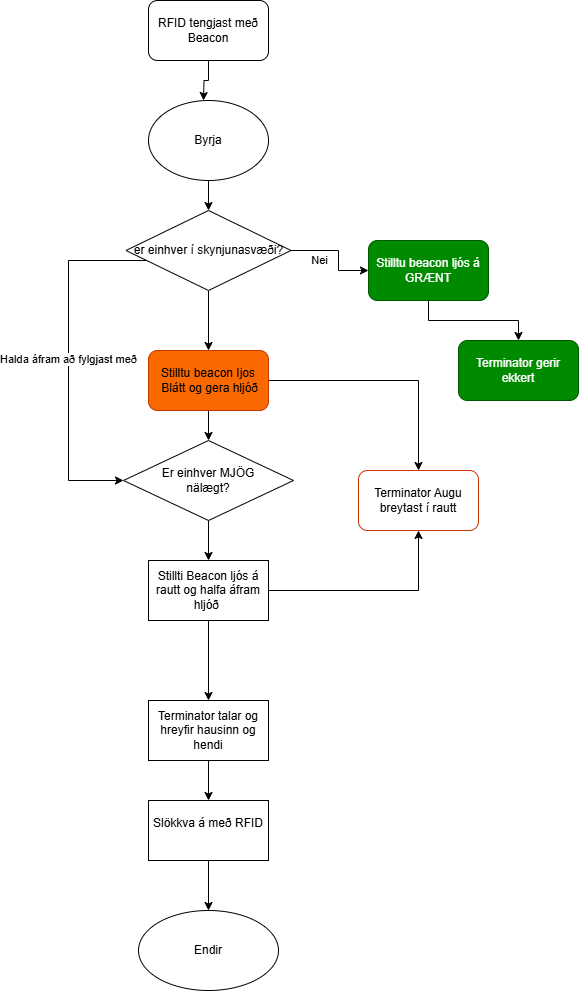 RFID tengjast með
Beacon
Byrja
er einhver í skynjunasvæði?
Nei
Stilltu beacon ljós á
GRÆNT
Terminator gerir
ekkert
Halda áfram að fylgjast með
Stilltu beacon ljos
Blátt og gera hljóð
Er einhver MJÖG
nälægt?
Terminator Augu
breytast í rautt
Stillti Beacon ljós á
rautt og halfa áfram
hljóð
Terminator talar og
hreyfir hausinn og
hendi
Slökkva á með RFID
Endir